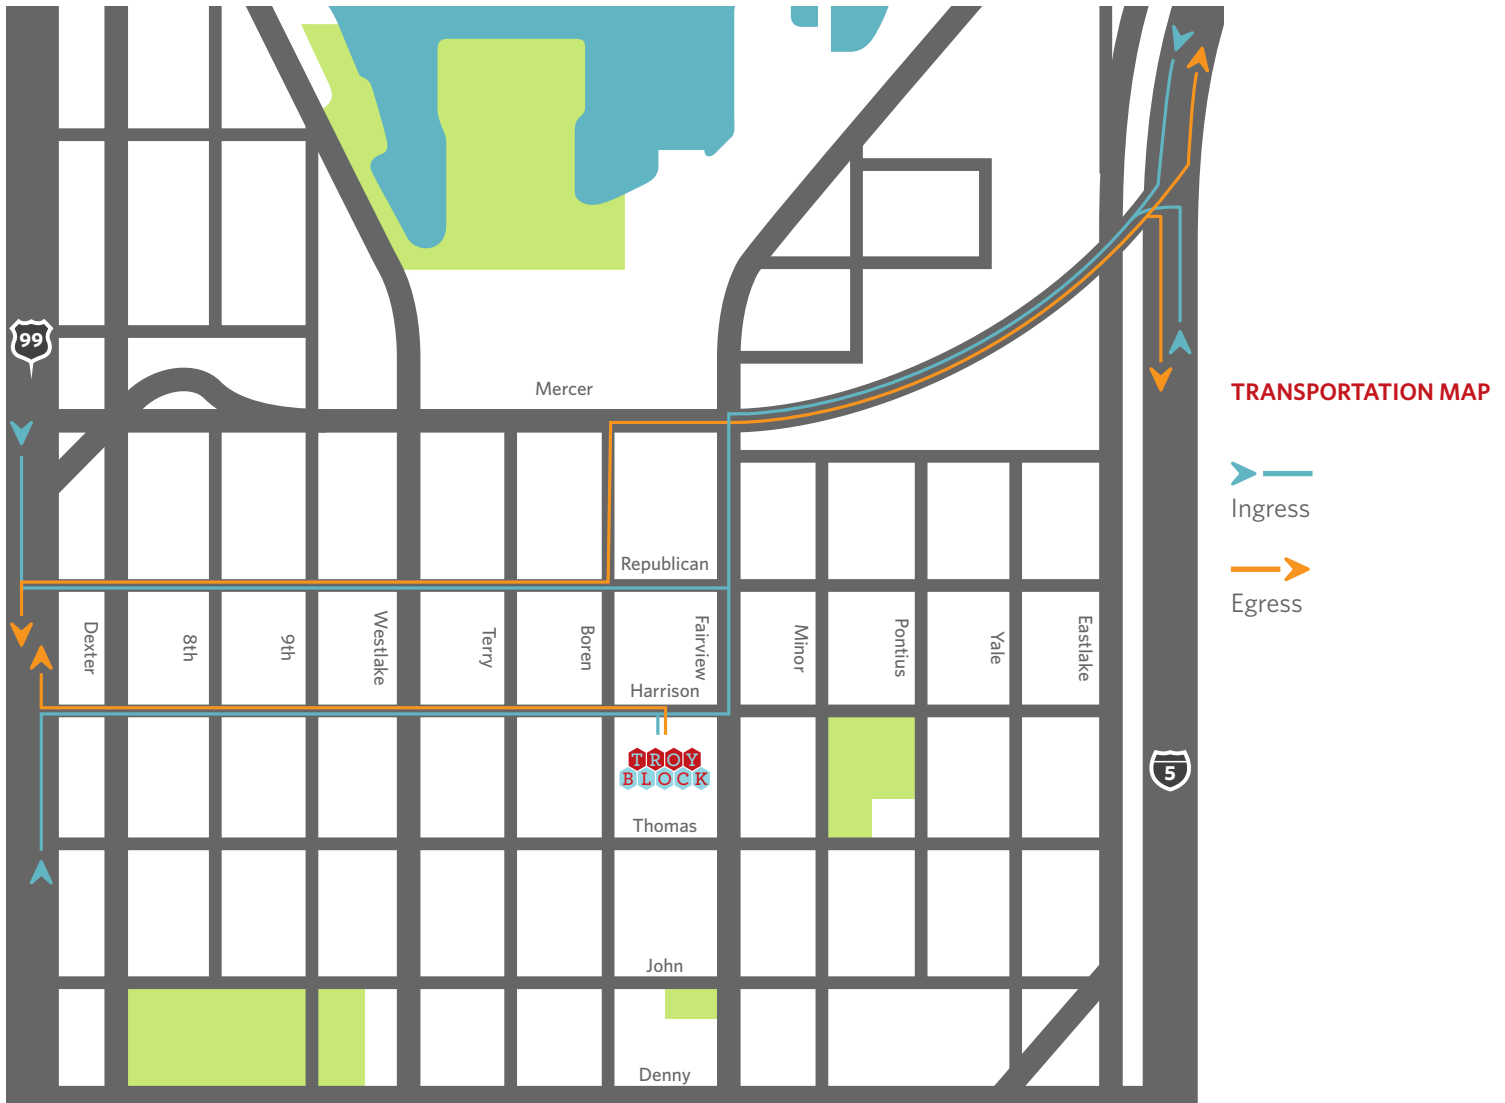 99
Mercer
TRANSPORTATION MAP
Ingress
Republican
Egress
Dexter
8th
9th
Westlake
Terry
Boren
Fairview
Minor
Pontius
Yale
Eastlake
Harrison
TROY
BLOCK
5
Thomas
John
Denny